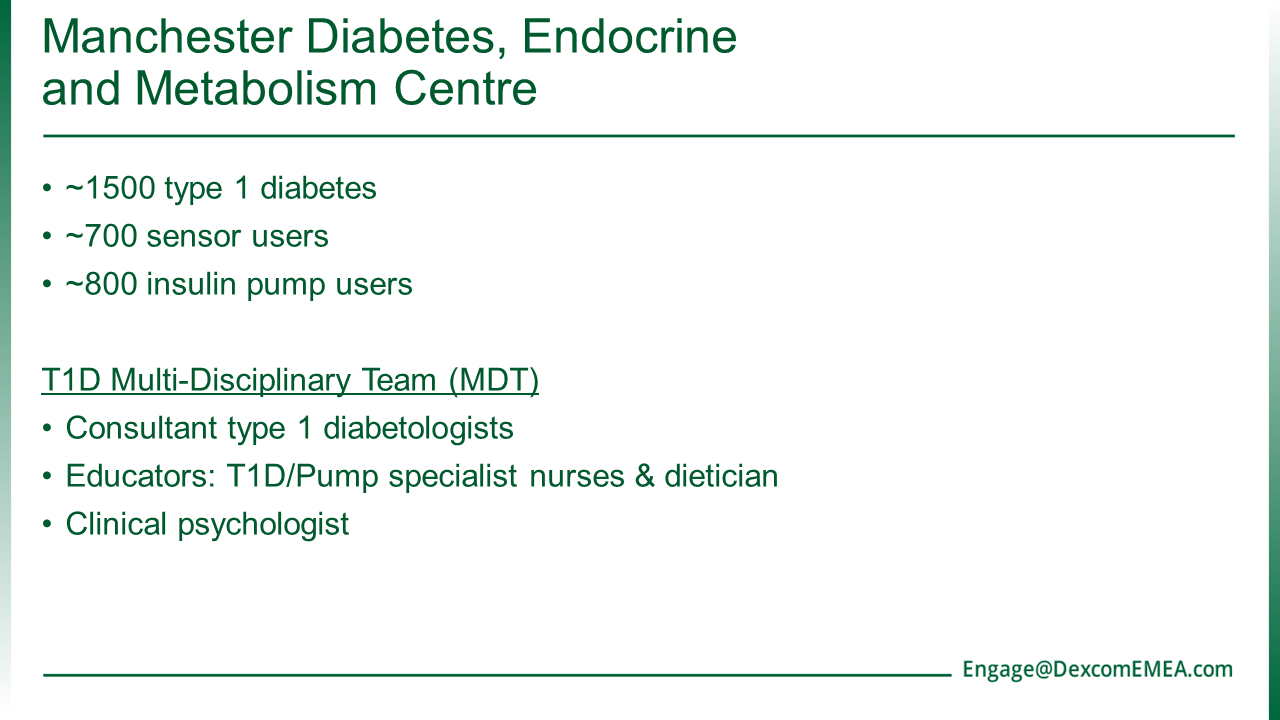 Manchester Diabetes, Endocrine
and Metabolism Centre
• ~1500 type 1 diabetes
• ~700 sensor users
• ~800 insulin pump users
T1D Multi-Disciplinary Team (MDT)
• Consultant type 1 diabetologists
• Educators: T1D/Pump specialist nurses & dietician
• Clinical psychologist
Engage@DexcomEMEA.com